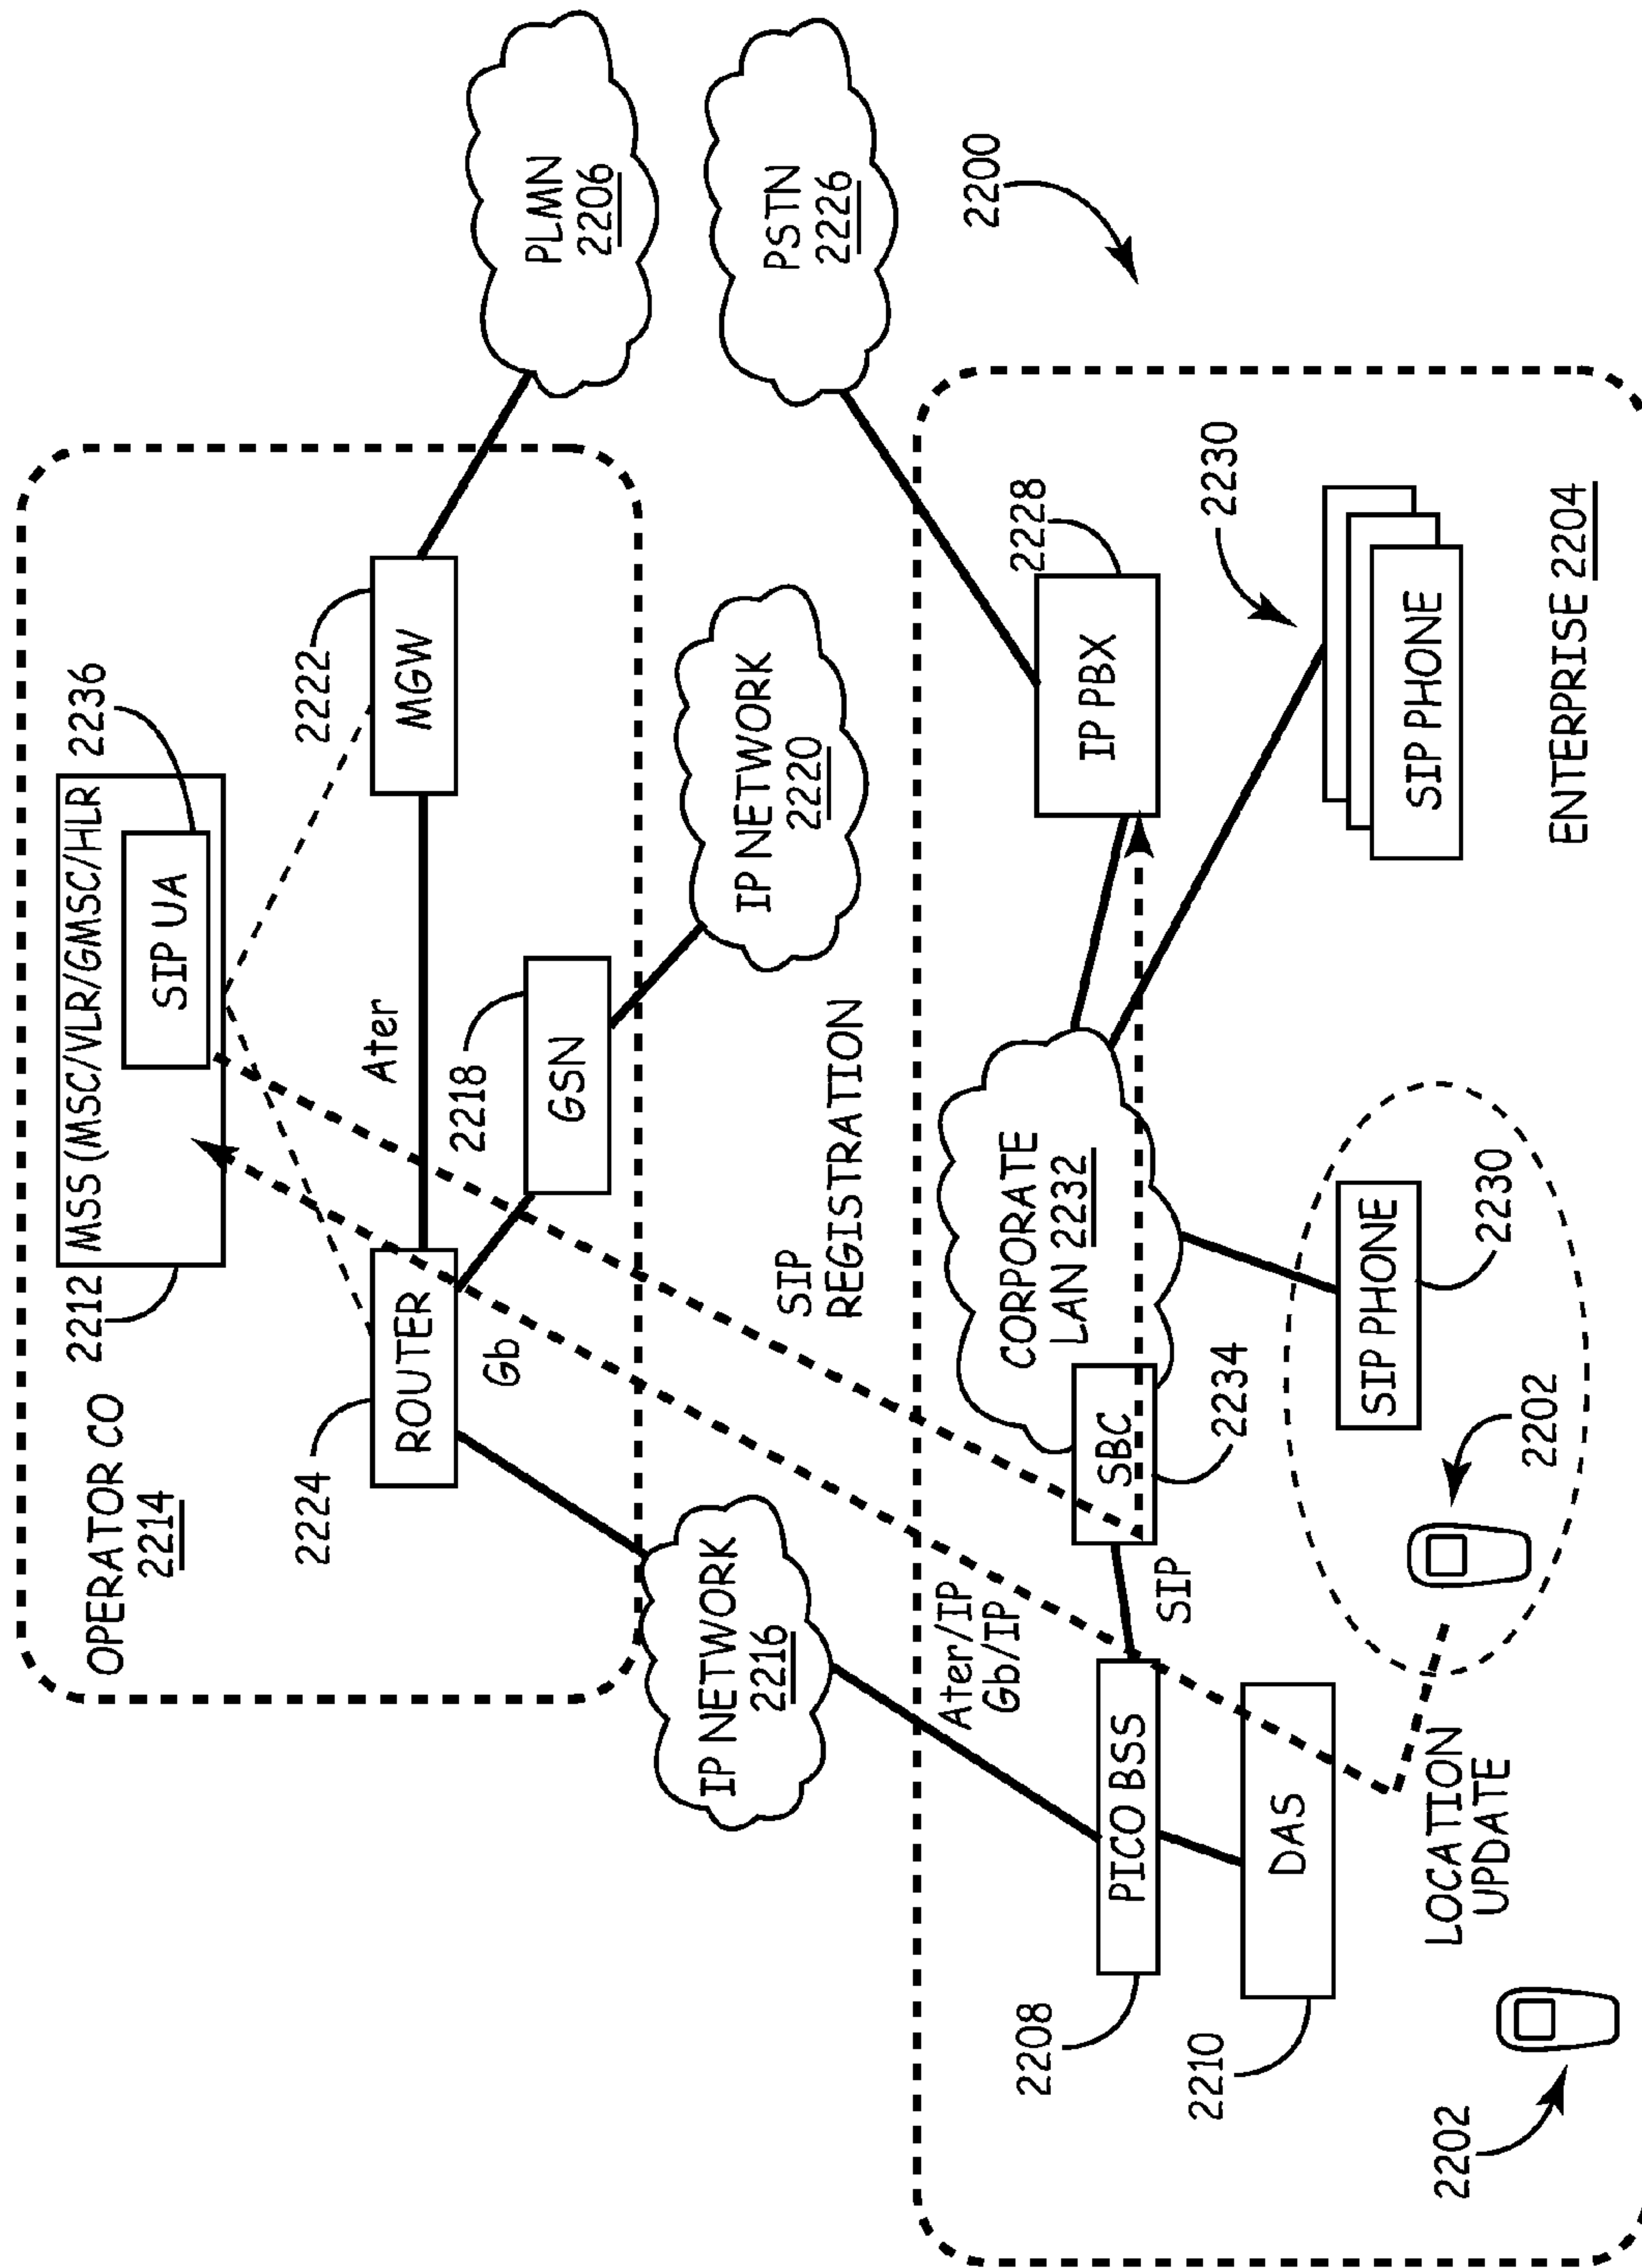 OPERATOR CO
2214
2212
MSS (MSC/VLR/GMSC/HLR
SIP UA
2236
2224
ROUTER
Ater
2222
MGW
PLMN
2206
Gb
2218
GSN
IP NETWORK
2216
IP NETWORK
2220
PSTN
2226
SIP
REGISTRATION
2200
Ater/IP
Gb/IP
CORPORATE
LAN 2232
2228
IP PBX
2208
PICO BSS
SIP
SBC
2234
2210
DAS
2230
SIP PHONE
SIP PHONE
2230
LOCATION
UPDATE
2202
2202
ENTERPRISE 2204